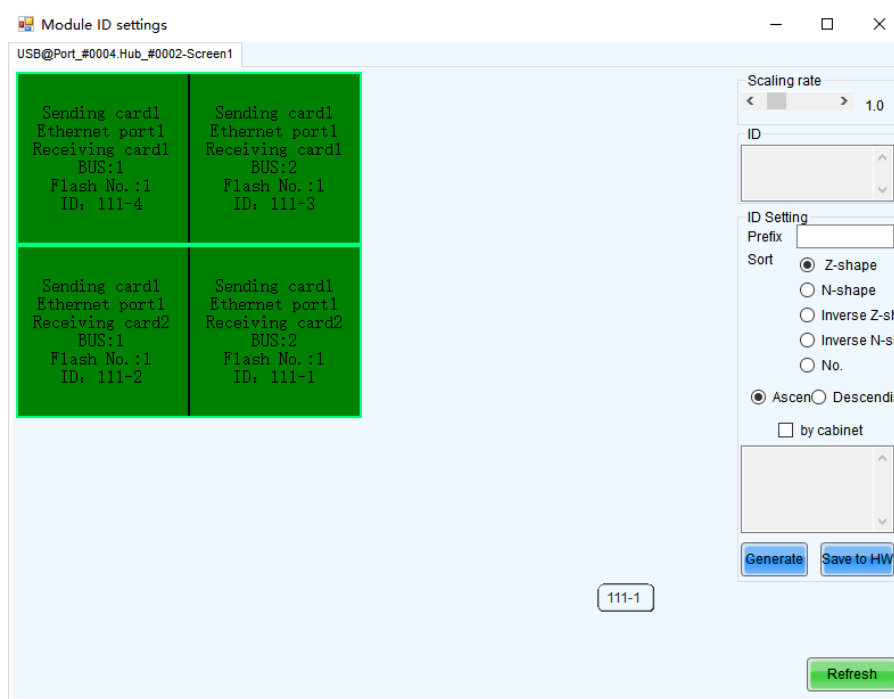 Module ID settings
USB@Port_#0004.Hub_#0002-Screen1
Sending card1
Ethernet port1
Receiving card1
BUS:1
Flash No.:1
ID: 111-4
Sending card1
Ethernet port1
Receiving card1
BUS:2
Flash No.:1
ID: 111-3
Sending card1
Ethernet port1
Receiving card2
BUS:1
Flash No.:1
ID: 111-2
Sending card1
Ethernet port1
Receiving card2
BUS:2
Flash No.:1
ID: 111-1
Scaling rate
1.0
ID
ID Setting
Prefix
Sort
Z-shape
N-shape
Inverse Z-sh
Inverse N-s
No.
Ascen
Descendi
by cabinet
Generate
Save to HW
111-1
Refresh